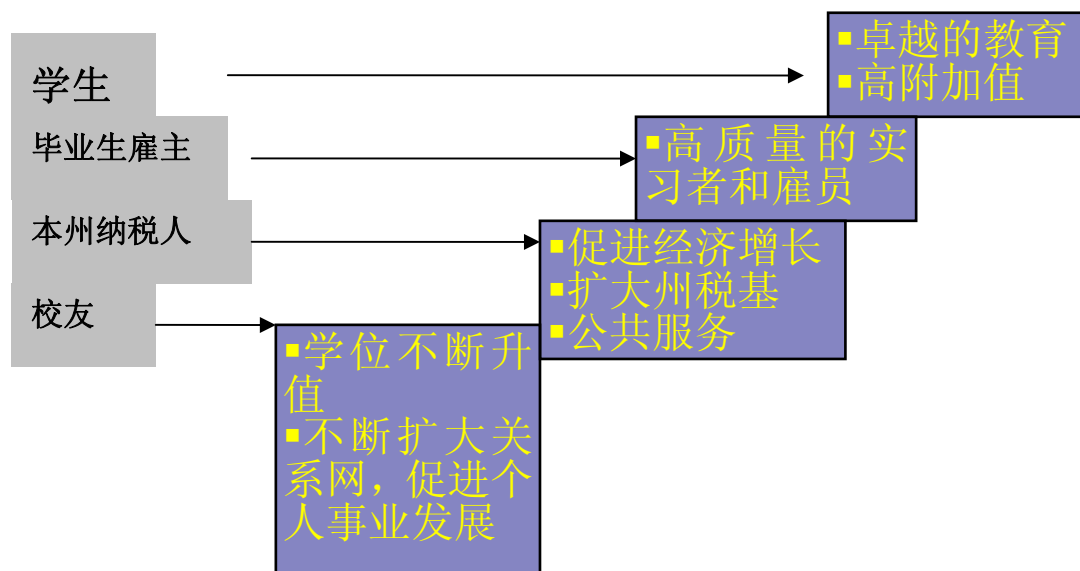 学生
▪卓越的教育
▪高附加值
毕业生雇主
▪高质量的实
习者和雇员
本州纳税人
▪促进经济增长
▪扩大州税基
▪公共服务
校友
▪学位不断升
值
▪不断扩大关
系网，促进个
人事业发展